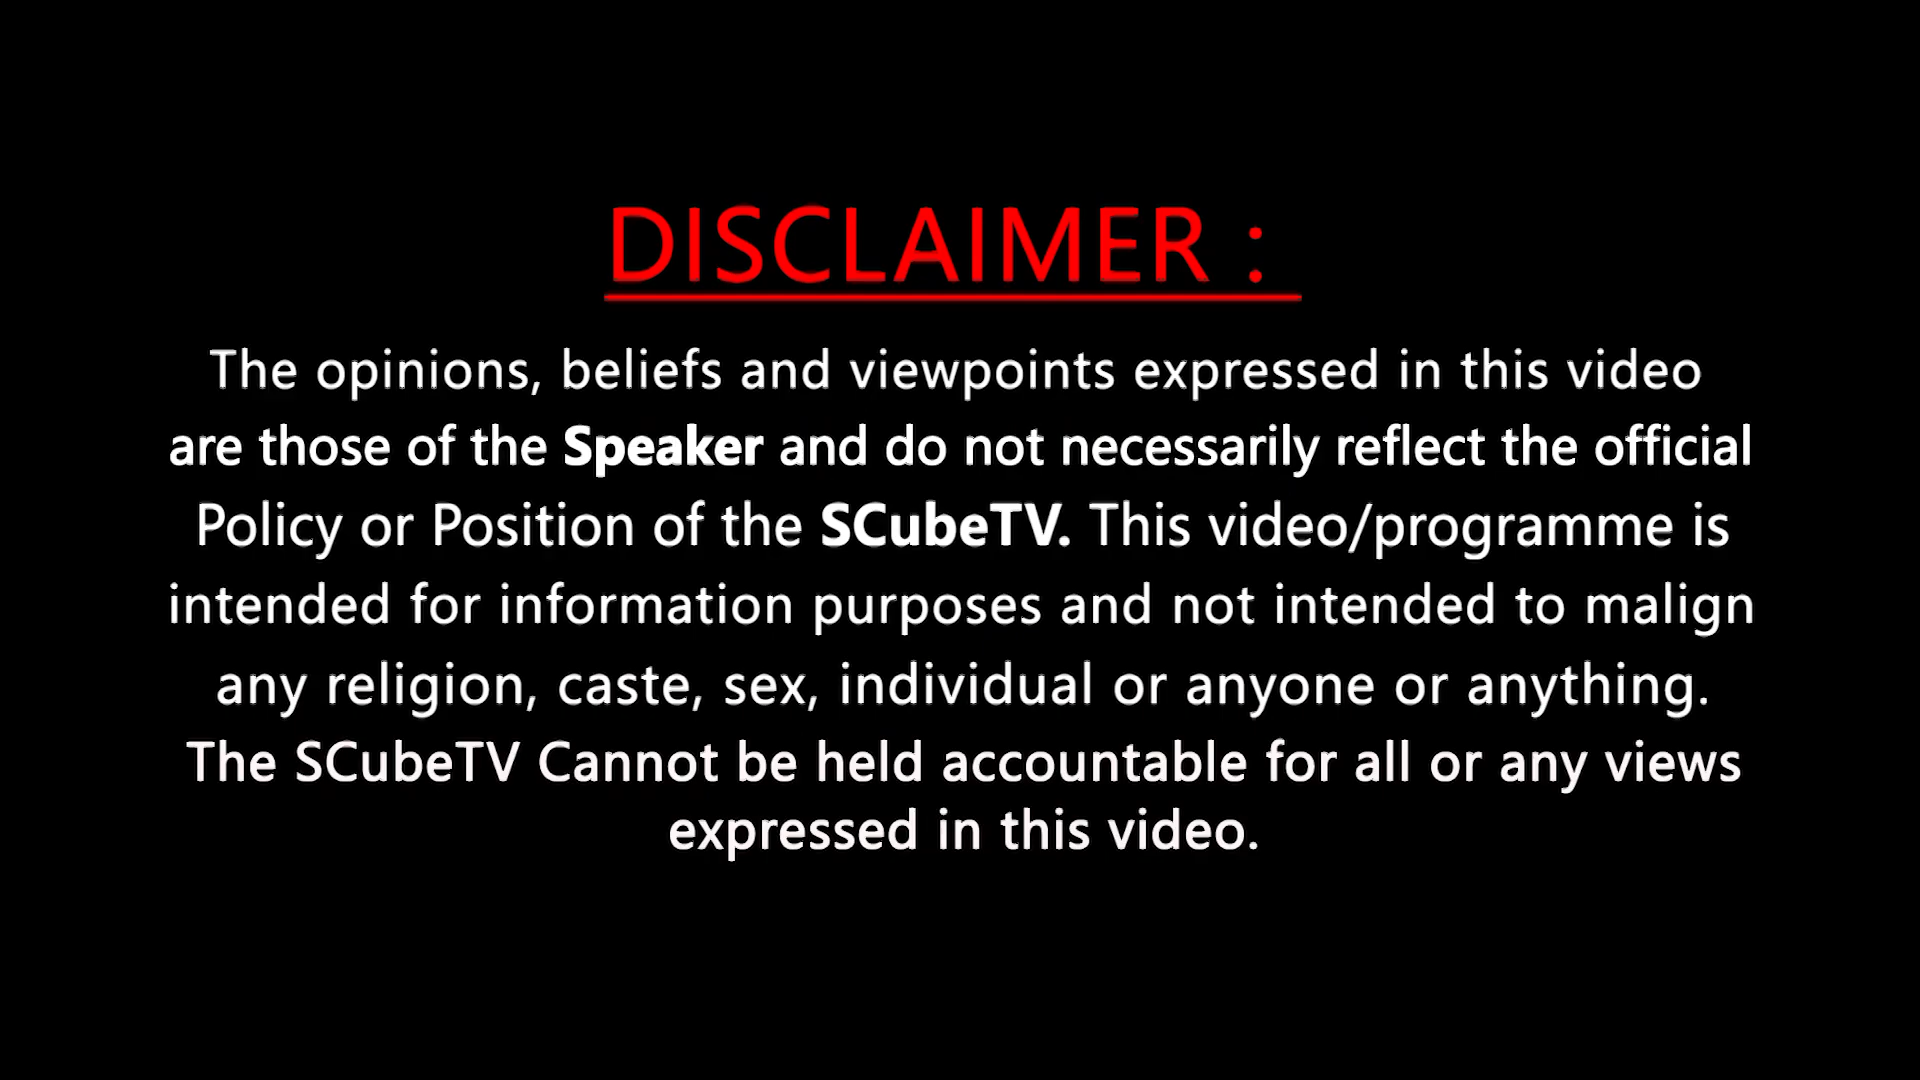 DISCLAIMER :
The opinions, beliefs and viewpoints expressed in this video
are those of the Speaker and do not necessarily reflect the official
Policy or Position of the SCubeTV. This video/programme is
intended for information purposes and not intended to malign
any religion, caste, sex, individual or anyone or anything.
The SCubeTV Cannot be held accountable for all or any views
expressed in this video.